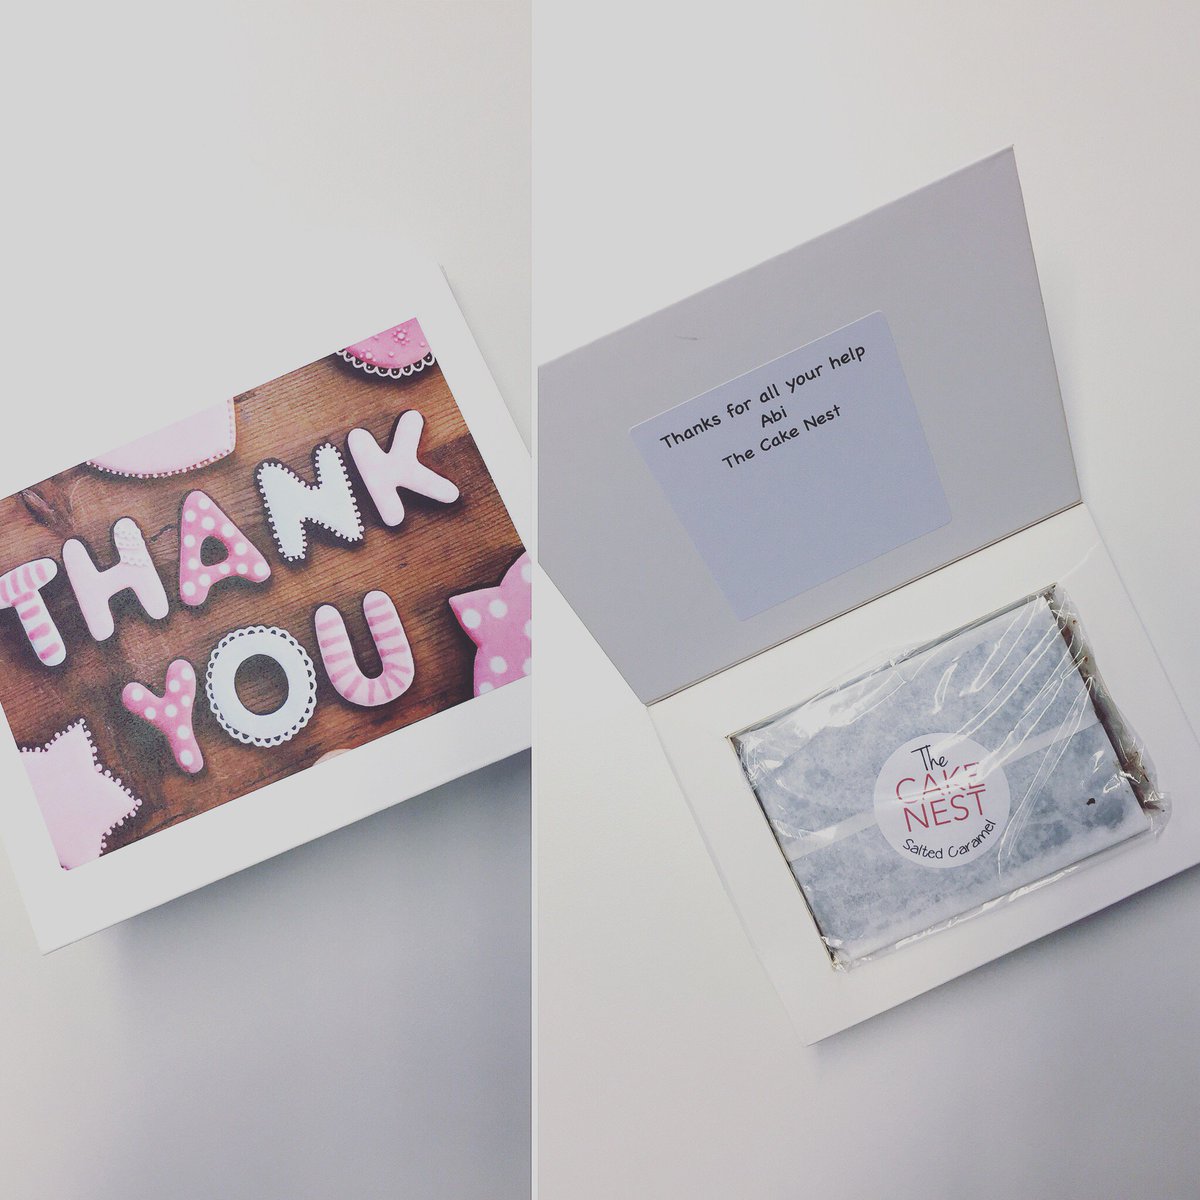 THANK
YOU
Thanks for all your help
Abi
The Cake Nest
The
CAKE
NEST
Salted Caramel